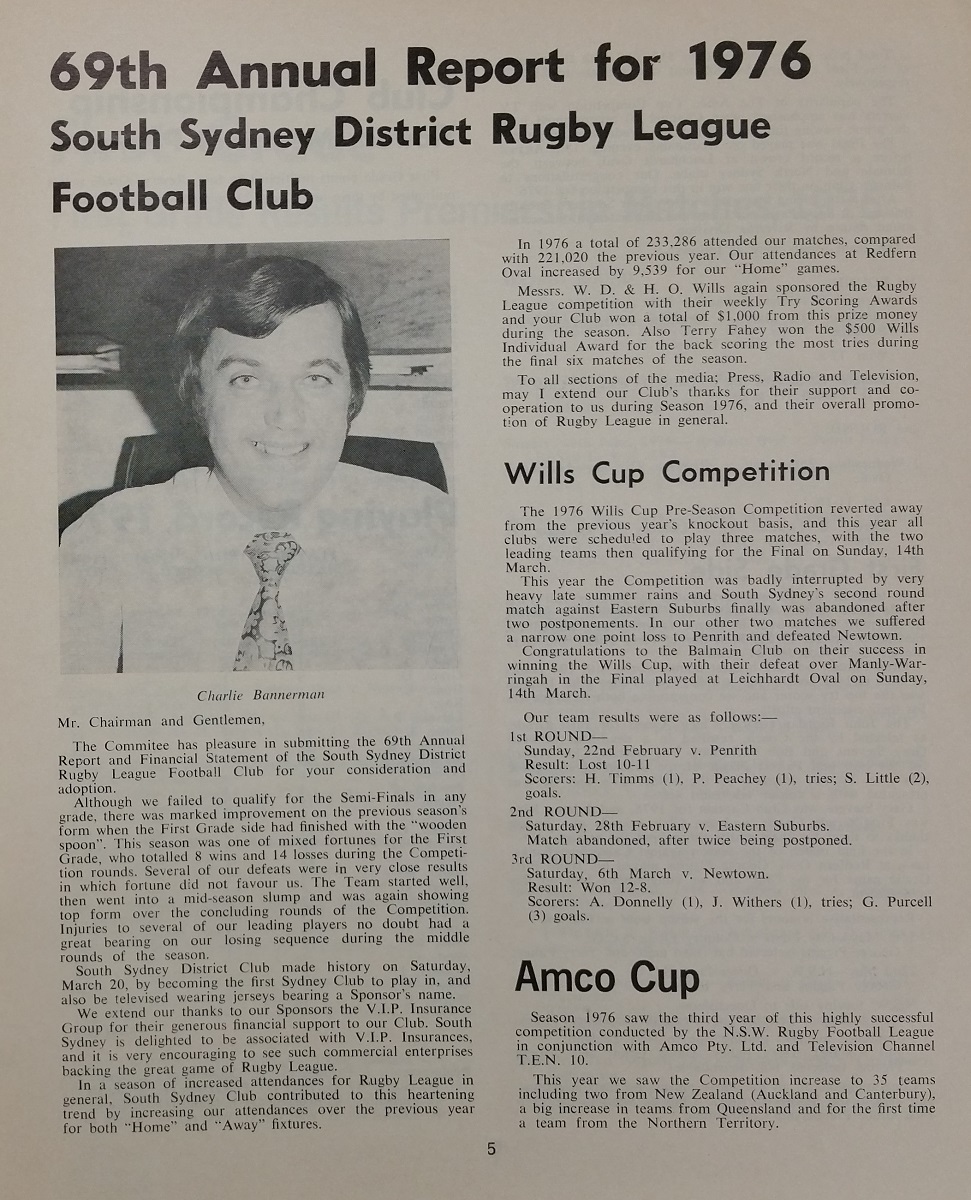 69th Annual Report for 1976
South Sydney District Rugby League
Football Club
Charlie Bannerman
Mr. Chairman and Gentlemen,
The Commitee has pleasure in submitting the 69th Annual
Report and Financial Statement of the South Sydney District
Rugby League Football Club for your consideration and
adoption.
Although we failed to qualify for the Semi-Finals in any
grade, there was marked improvement on the previous season's
form when the First Grade side had finished with the "wooden
spoon". This season was one of mixed fortunes for the First
Grade, who totalled 8 wins and 14 losses during the Competi-
tion rounds. Several of our defeats were in very close results
in which fortune did not favour us. The Team started well,
then went into a mid-season slump and was again showing
top form over the concluding rounds of the Competition.
Injuries to several of our leading players no doubt had a
great bearing on our losing sequence during the middle
rounds of the season.
South Sydney District Club made history on Saturday,
March 20, by becoming the first Sydney Club to play in, and
also be televised wearing jerseys bearing a Sponsor's name.
We extend our thanks to our Sponsors the V.I.P. Insurance
Group for their generous financial support to our Club. South
Sydney is delighted to be associated with V.I.P. Insurances,
and it is very encouraging to see such commercial enterprises
backing the great game of Rugby League.
In a season of increased attendances for Rugby League in
general, South Sydney Club contributed to this heartening
trend by increasing our attendances over the previous year
for both "Home" and "Away" fixtures.
In 1976 a total of 233,286 attended our matches, compared
with 221,020 the previous year. Our attendances at Redfern
Oval increased by 9,539 for our "Home" games.
Messrs. W. D. & H. O. Wills again sponsored the Rugby
League competition with their weekly Try Scoring Awards
and your Club won a total of $1,000 from this prize money
during the season. Also Terry Fahey won the $500 Wills
Individual Award for the back scoring the most tries during
the final six matches of the season.
To all sections of the media; Press, Radio and Television,
may I extend our Club's thanks for their support and co-
operation to us during Season 1976, and their overall promo-
tion of Rugby League in general.
Wills Cup Competition
The 1976 Wills Cup Pre-Season Competition reverted away
from the previous year's knockout basis, and this year all
clubs were scheduled to play three matches, with the two
leading teams then qualifying for the Final on Sunday, 14th
March.
This year the Competition was badly interrupted by very
heavy late summer rains and South Sydney's second round
match against Eastern Suburbs finally was abandoned after
two postponements. In our other two matches we suffered
a narrow one point loss to Penrith and defeated Newtown.
Congratulations to the Balmain Club on their success in
winning the Wills Cup, with their defeat over Manly-War-
ringah in the Final played at Leichhardt Oval on Sunday,
14th March.
Our team results were as follows:—
1st ROUND—
Sunday, 22nd February v. Penrith
Result: Lost 10-11
Scorers: H. Timms (1), P. Peachey (1), tries; S. Little (2),
goals.
2nd ROUND—
Saturday, 28th February v. Eastern Suburbs.
Match abandoned, after twice being postponed.
3rd ROUND—
Saturday, 6th March v. Newtown.
Result: Won 12-8.
Scorers: A. Donnelly (1), J. Withers (1), tries; G. Purcell
(3) goals.
Amco Cup
Season 1976 saw the third year of this highly successful
competition conducted by the N.S.W. Rugby Football League
in conjunction with Amco Pty. Ltd. and Television Channel
T.E.N. 10.
This year we saw the Competition increase to 35 teams
including two from New Zealand (Auckland and Canterbury),
a big increase in teams from Queensland and for the first time
a team from the Northern Territory.
5